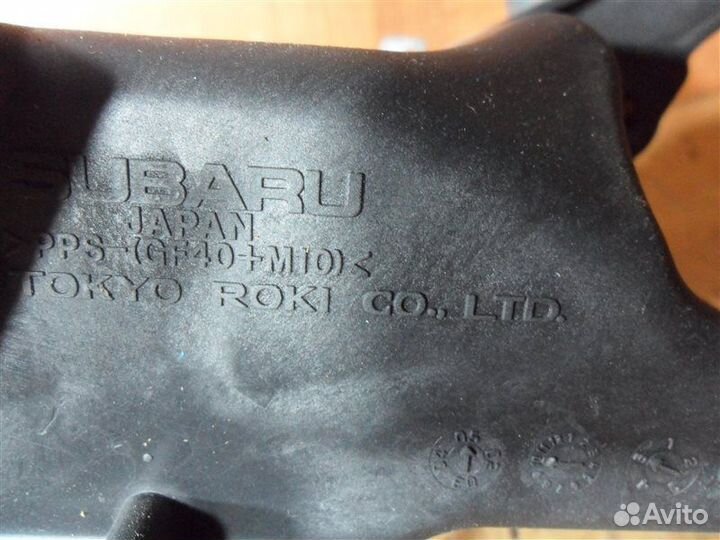 SUBARU
JAPAN
>PPS-(GF40+M10)<
TOKYO ROKI CO., LTD.
Avito